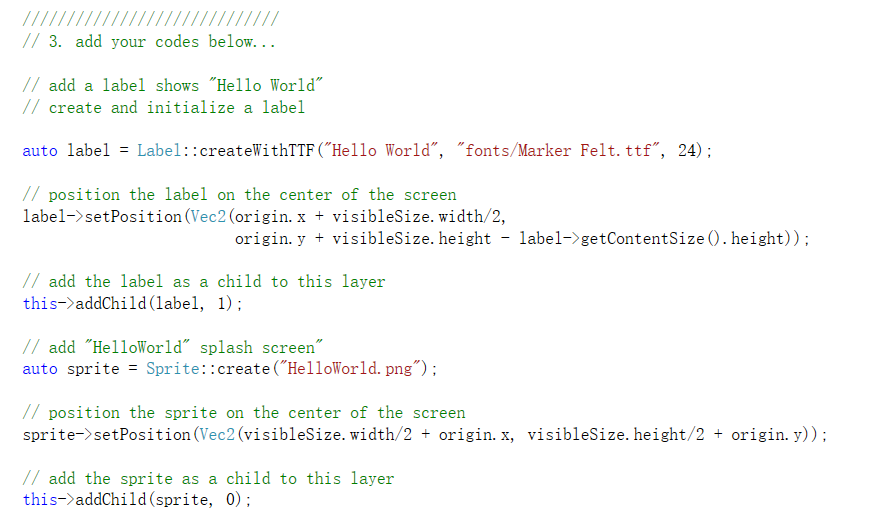 //////////////////////////////
// 3. add your codes below...
// add a label shows "Hello World"
// create and initialize a label
auto label = Label::createWithTTF("Hello World", "fonts/Marker Felt.ttf", 24);
// position the label on the center of the screen
label->setPosition(Vec2(origin.x + visibleSize.width/2,
origin.y + visibleSize.height - label->getContentSize().height));
// add the label as a child to this layer
this->addChild(label, 1);
// add "HelloWorld" splash screen"
auto sprite = Sprite::create("HelloWorld.png");
// position the sprite on the center of the screen
sprite->setPosition(Vec2(visibleSize.width/2 + origin.x, visibleSize.height/2 + origin.y));
// add the sprite as a child to this layer
this->addChild(sprite, 0);